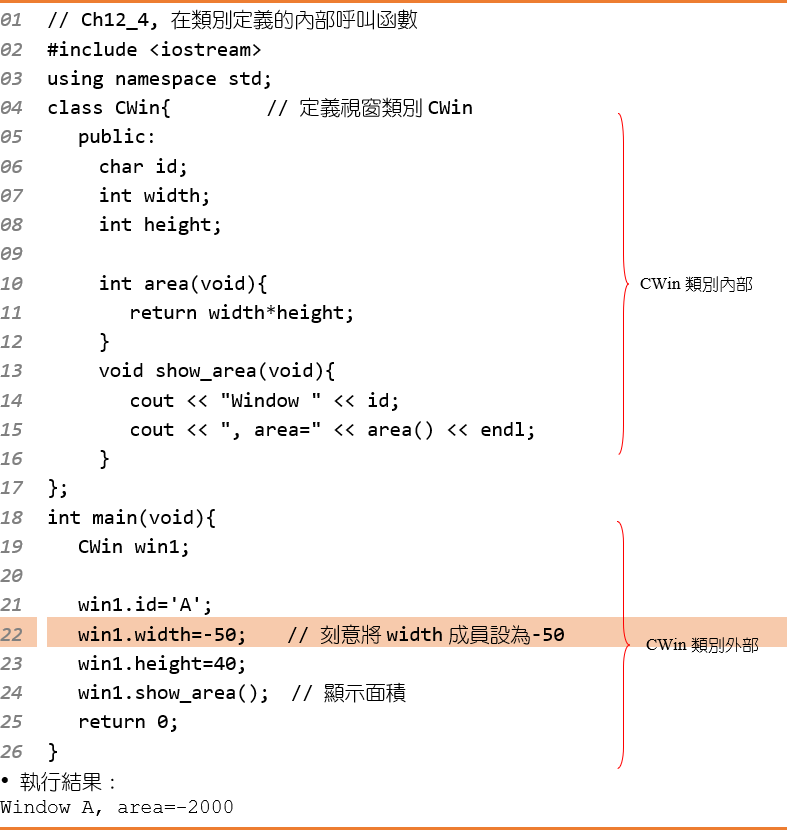 01 // Ch12_4, 在類別定義的內部呼叫函數
02 #include <iostream>
03 using namespace std;
04 class CWin{ // 定義視窗類別 CWin
05 public:
06 char id;
07 int width;
08 int height;
09
10 int area(void){
CWin 類別內部
11 return width*height;
12 }
13 void show_area(void){
14 cout << "Window " << id;
15 cout << ", area=" << area() << endl;
16 }
17 };
18 int main(void){
19 CWin win1;
20
21 win1.id='A';
22 win1.width=-50; // 刻意將 width 成員設為-50
CWin 類別外部
23 win1.height=40;
24 win1.show_area(); // 顯示面積
25 return 0;
26 }
• 執行結果：
Window A, area=-2000